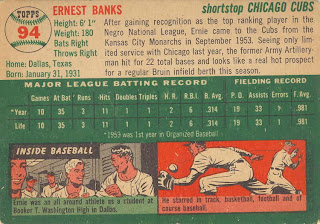 TOPPS
94
ERNEST BANKS
Height: 6' 1"
Weight: 180
Bats Right
Throws Right
Home: Dallas, Texas
Born: January 31, 1931
shortstop CHICAGO CUBS
After gaining recognition as the top ranking player in the
Negro National League, Ernie came to the Cubs from the
Kansas City Monarchs in September 1953. Seeing only lim-
ited service with Chicago last year, the former Army Artillery-
man hit for 22 total bases and looks like a real hot prospect
for a regular Bruin infield berth this season.
MAJOR LEAGUE BATTING RECORD
FIELDING RECORD
Games At Bat Runs Hits Doubles Triples H.R. R.B.I. B.Avg. P.O. Assists Errors F.Avg.
*Year 10 35 3 11 1 1 2 6 .314 19 33 1 .981
Life 10 35 3 11 1 1 2 6 .314 19 33 1 .981
*1953 was 1st year in Organized Baseball
INSIDE BASEBALL
Ernie was an all around athlete as a student at
Booker T. Washington High in Dallas.
He starred in track, basketball, football and of
course baseball.